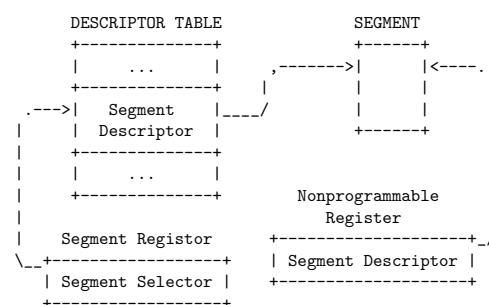 DESCRIPTOR TABLE
SEGMENT
...
Segment
Descriptor
...
Nonprogrammable
Register
Segment Registor
Segment Selector
Segment Descriptor